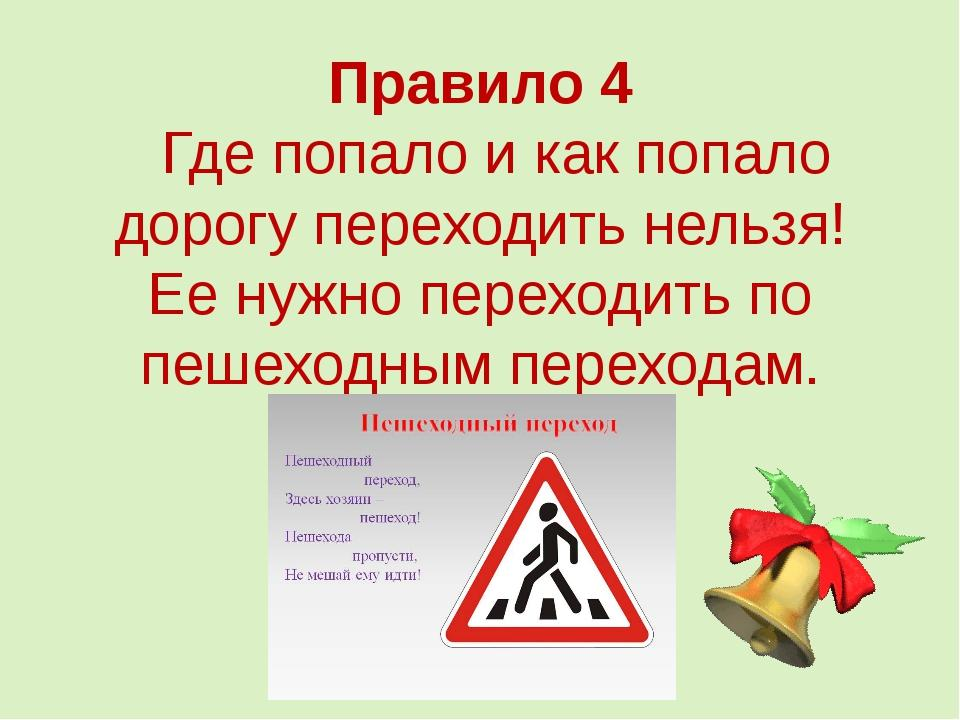 Правило 4
Где попало и как попало
дорогу переходить нельзя!
Ее нужно переходить по
пешеходным переходам.
Пешеходный переход
Пешеходный
переход,
Здесь хозяин –
пешеход!
Пешехода
пропусти,
Не мешай ему идти!